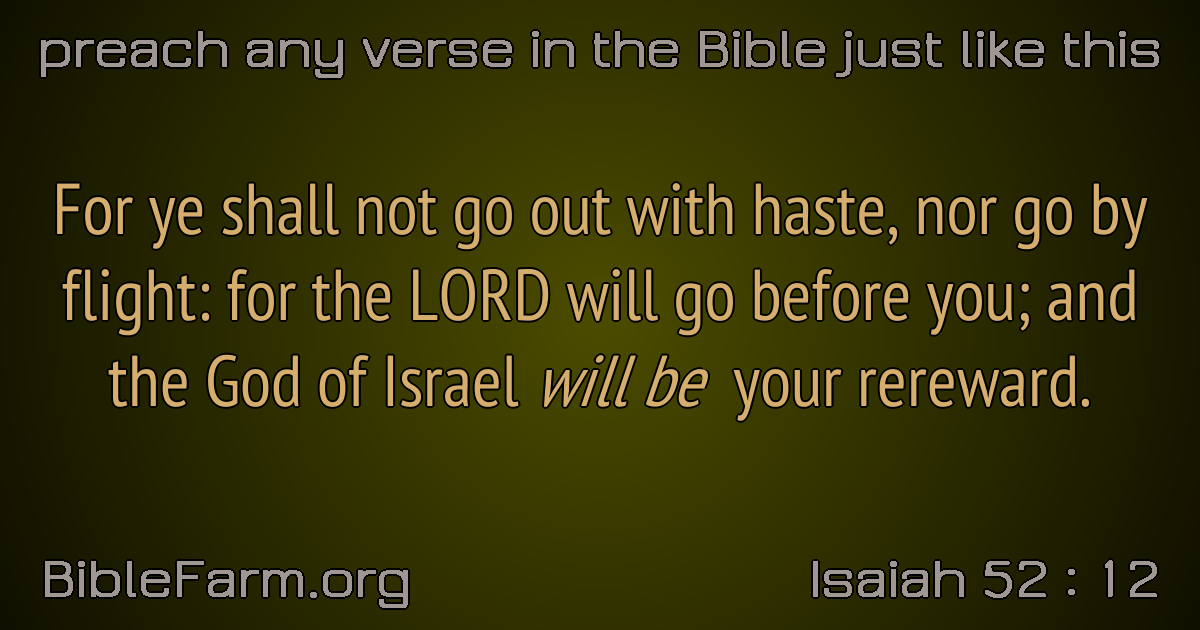 preach any verse in the Bible just like this
For ye shall not go out with haste, nor go by
flight: for the LORD will go before you; and
the God of Israel will be your rereward.
BibleFarm.org
Isaiah 52 : 12